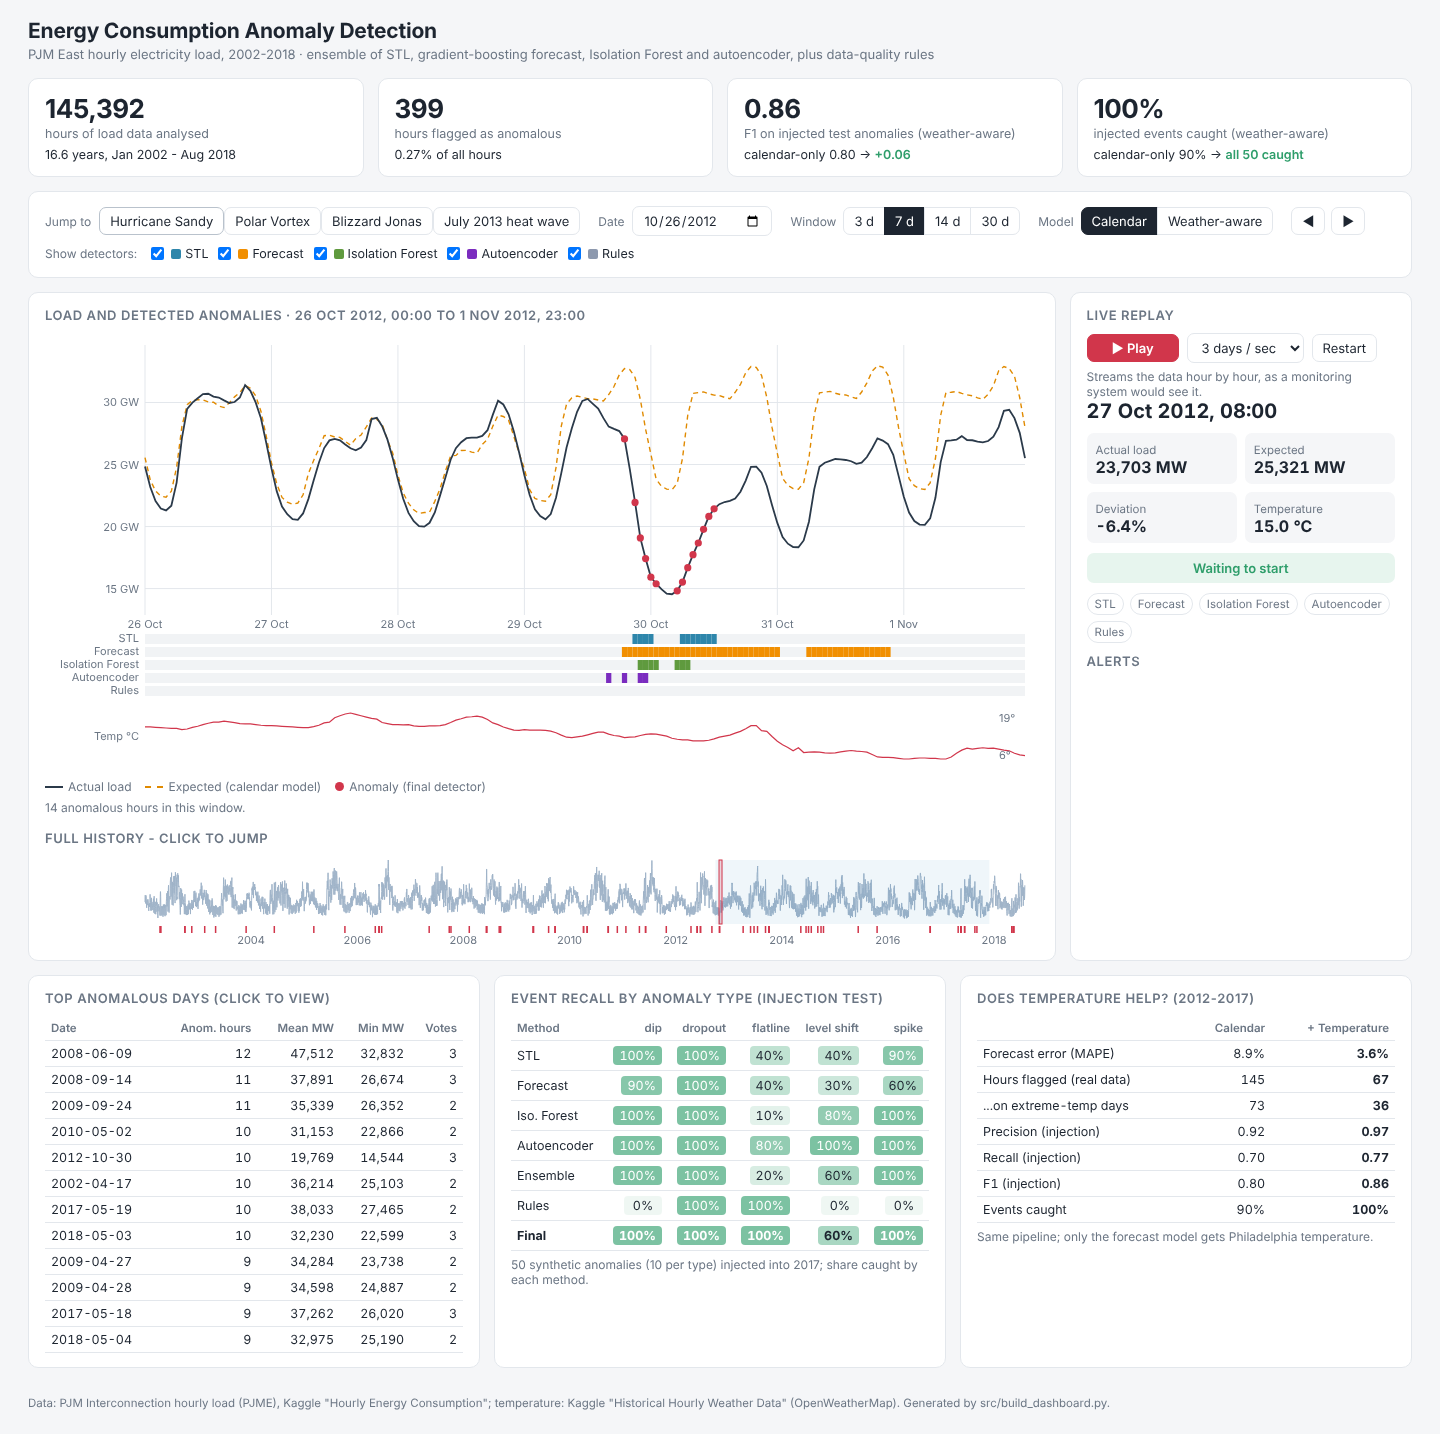 Energy Consumption Anomaly Detection
PJM East hourly electricity load, 2002-2018 · ensemble of STL, gradient-boosting forecast, Isolation Forest and autoencoder, plus data-quality rules
145,392
hours of load data analysed
16.6 years, Jan 2002 - Aug 2018
399
hours flagged as anomalous
0.27% of all hours
0.86
F1 on injected test anomalies (weather-aware)
calendar-only 0.80 → +0.06
100%
injected events caught (weather-aware)
calendar-only 90% → all 50 caught
Jump to Hurricane Sandy Polar Vortex Blizzard Jonas July 2013 heat wave Date 10/26/2012 Window 3 d 7 d 14 d 30 d Model Calendar Weather-aware ◀ ▶
Show detectors: STL Forecast Isolation Forest Autoencoder Rules
LOAD AND DETECTED ANOMALIES · 26 OCT 2012, 00:00 TO 1 NOV 2012, 23:00
30 GW
25 GW
20 GW
15 GW
26 Oct 27 Oct 28 Oct 29 Oct 30 Oct 31 Oct 1 Nov
STL
Forecast
Isolation Forest
Autoencoder
Rules
19°
Temp °C
6°
Actual load Expected (calendar model) Anomaly (final detector)
14 anomalous hours in this window.
FULL HISTORY - CLICK TO JUMP
2004 2006 2008 2010 2012 2014 2016 2018
LIVE REPLAY
▶ Play 3 days / sec Restart
Streams the data hour by hour, as a monitoring
system would see it.
27 Oct 2012, 08:00
Actual load
23,703 MW
Expected
25,321 MW
Deviation
-6.4%
Temperature
15.0 °C
Waiting to start
STL Forecast Isolation Forest Autoencoder
Rules
ALERTS
TOP ANOMALOUS DAYS (CLICK TO VIEW)
Date Anom. hours Mean MW Min MW Votes
2008-06-09 12 47,512 32,832 3
2008-09-14 11 37,891 26,674 3
2009-09-24 11 35,339 26,352 2
2010-05-02 10 31,153 22,866 2
2012-10-30 10 19,769 14,544 3
2002-04-17 10 36,214 25,103 2
2017-05-19 10 38,033 27,465 2
2018-05-03 10 32,230 22,599 3
2009-04-27 9 34,284 23,738 2
2009-04-28 9 34,598 24,887 2
2017-05-18 9 37,262 26,020 3
2018-05-04 9 32,975 25,190 2
EVENT RECALL BY ANOMALY TYPE (INJECTION TEST)
Method dip dropout flatline level shift spike
STL 100% 100% 40% 40% 90%
Forecast 90% 100% 40% 30% 60%
Iso. Forest 100% 100% 10% 80% 100%
Autoencoder 100% 100% 80% 100% 100%
Ensemble 100% 100% 20% 60% 100%
Rules 0% 100% 100% 0% 0%
Final 100% 100% 100% 60% 100%
50 synthetic anomalies (10 per type) injected into 2017; share caught by
each method.
DOES TEMPERATURE HELP? (2012-2017)
Calendar + Temperature
Forecast error (MAPE) 8.9% 3.6%
Hours flagged (real data) 145 67
...on extreme-temp days 73 36
Precision (injection) 0.92 0.97
Recall (injection) 0.70 0.77
F1 (injection) 0.80 0.86
Events caught 90% 100%
Same pipeline; only the forecast model gets Philadelphia temperature.
Data: PJM Interconnection hourly load (PJME), Kaggle "Hourly Energy Consumption"; temperature: Kaggle "Historical Hourly Weather Data" (OpenWeatherMap). Generated by src/build_dashboard.py.